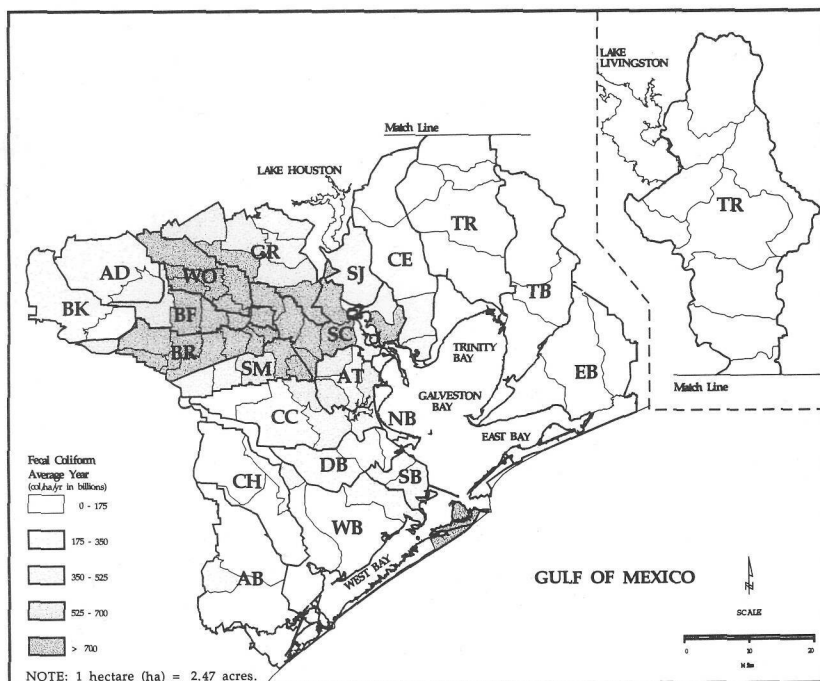 LAKE
LIVINGSTON
Match Line
LAKE HOUSTON
TR
TR
GR
SJ
CE
AD
WO
BK
BF
TB
SC
BR
TRINITY
BAY
SM
AT
EB
GALVESTON
BAY
Match Line
CC
NB
EAST BAY
DB
SB
CH
WB
AB
WEST BAY
GULF OF MEXICO
Fecal Coliform
Average Year
(col/ha/yr in billions)
0 - 175
175 - 350
350 - 525
525 - 700
> 700
N
SCALE
0 10 20
Miles
NOTE: 1 hectare (ha) = 2.47 acres.